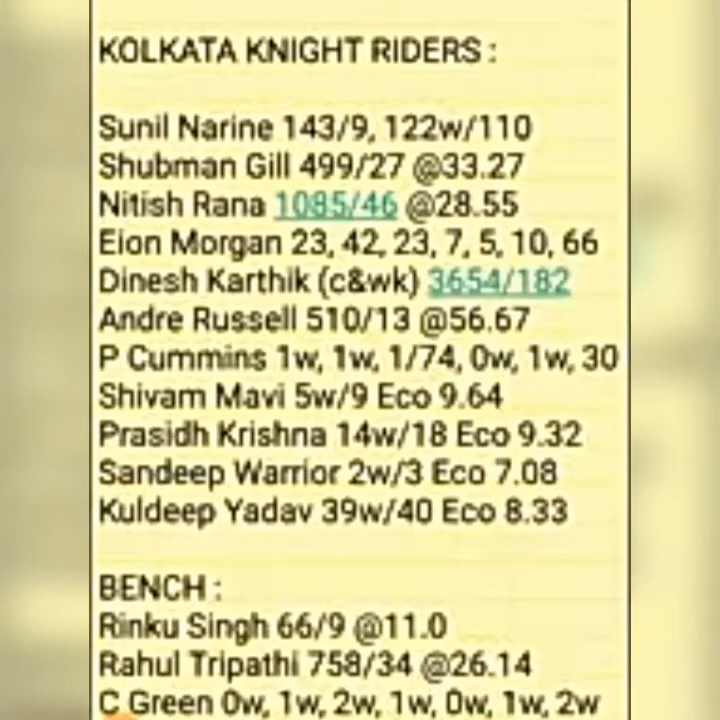 KOLKATA KNIGHT RIDERS :
Sunil Narine 143/9, 122w/110
Shubman Gill 499/27 @33.27
Nitish Rana 1085/46 @28.55
Eion Morgan 23, 42, 23, 7, 5, 10, 66
Dinesh Karthik (c&wk) 3654/182
Andre Russell 510/13 @56.67
P Cummins 1w, 1w, 1/74, 0w, 1w, 30
Shivam Mavi 5w/9 Eco 9.64
Prasidh Krishna 14w/18 Eco 9.32
Sandeep Warrior 2w/3 Eco 7.08
Kuldeep Yadav 39w/40 Eco 8.33
BENCH :
Rinku Singh 66/9 @11.0
Rahul Tripathi 758/34 @26.14
C Green 0w, 1w, 2w, 1w, 0w, 1w, 2w